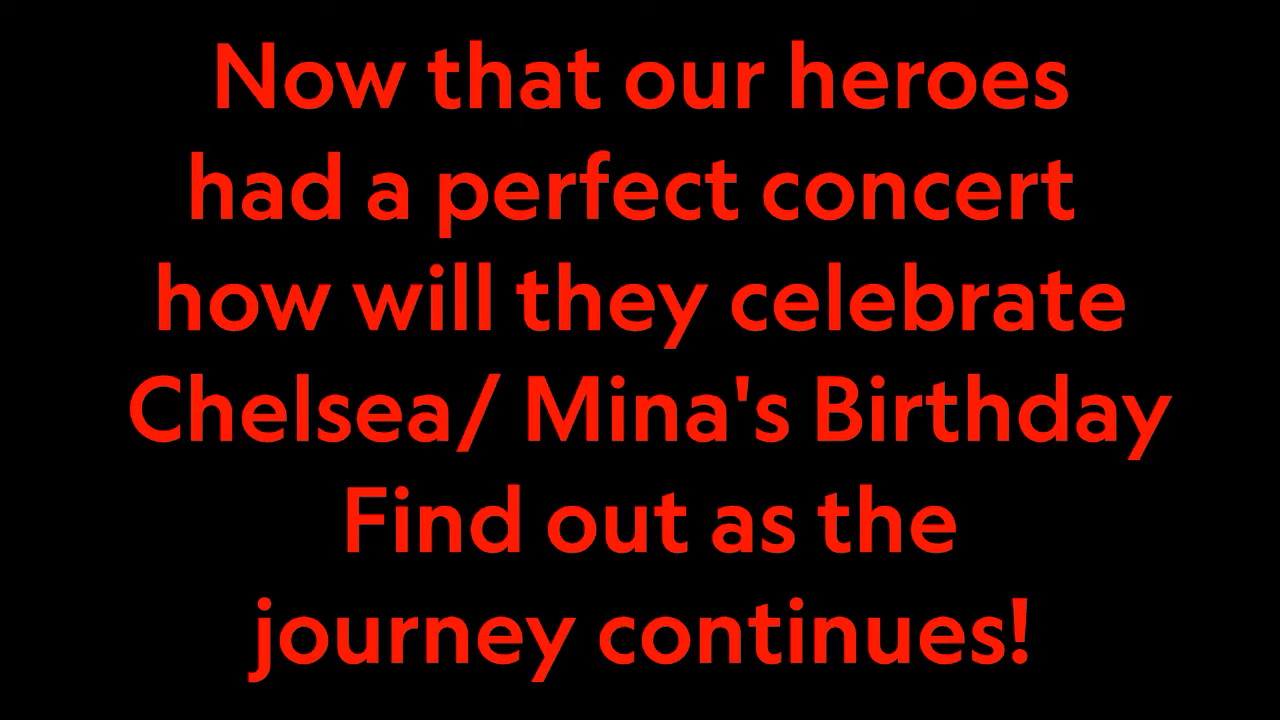 Now that our heroes
had a perfect concert
how will they celebrate
Chelsea/ Mina's Birthday
Find out as the
journey continues!